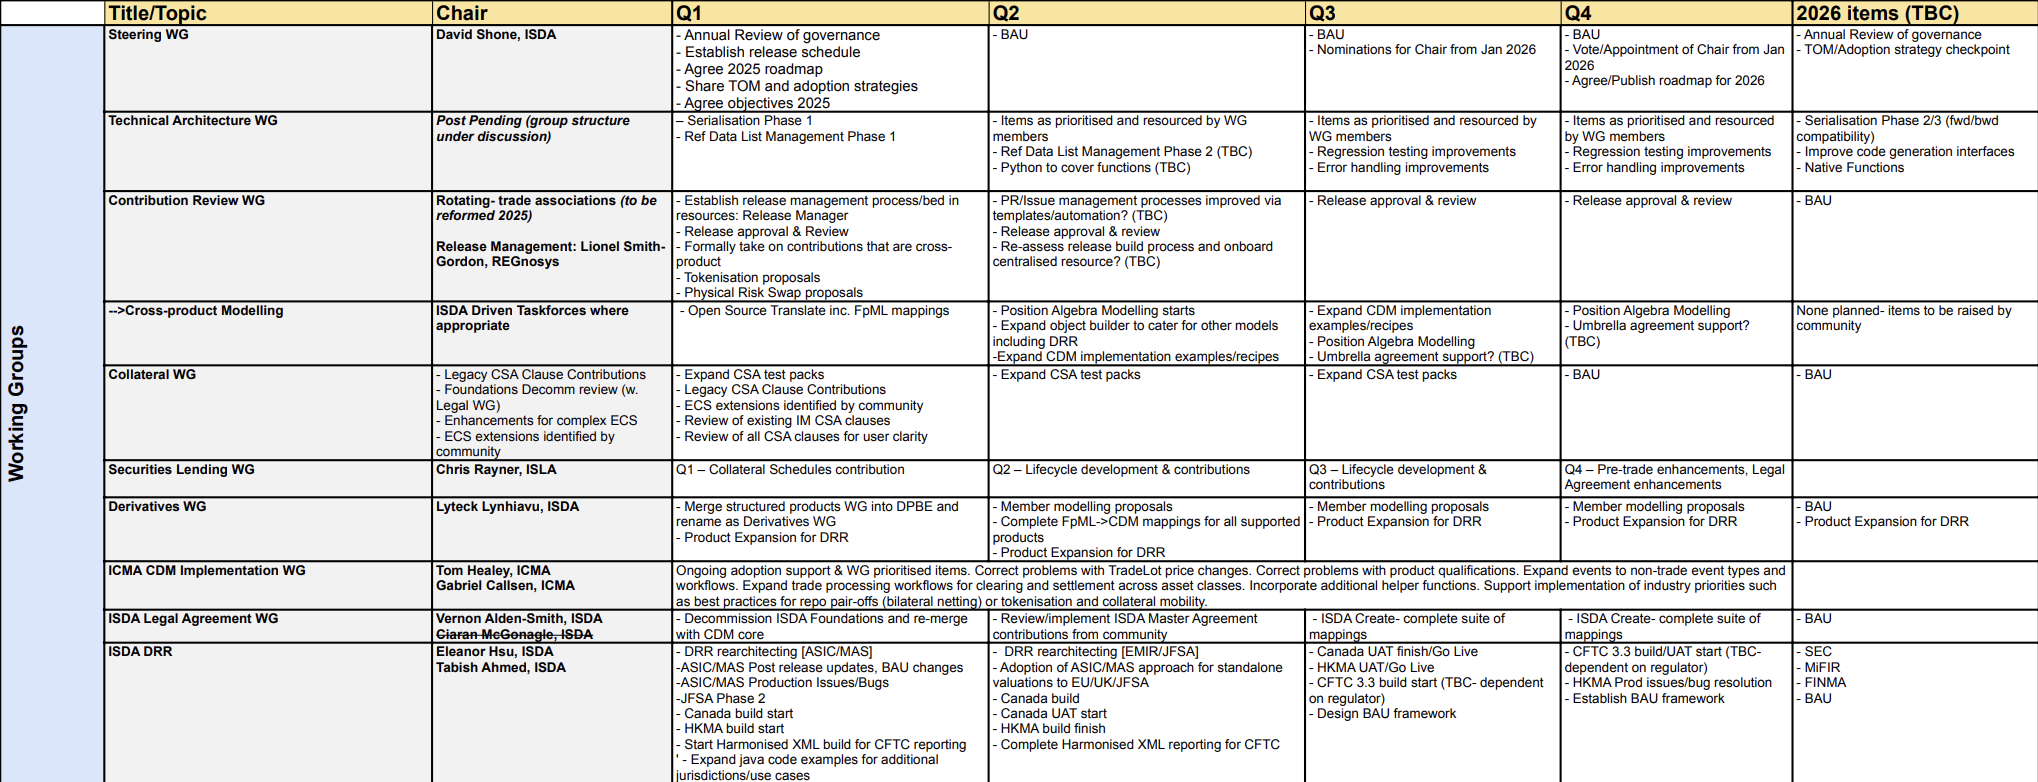 Title/Topic
Chair
Q1
Q2
Q3
Q4
2026 items (TBC)
Working Groups
Steering WG
David Shone, ISDA
- Annual Review of governance
- Establish release schedule
- Agree 2025 roadmap
- Share TOM and adoption strategies
- Agree objectives 2025
- BAU
- BAU
- Nominations for Chair from Jan 2026
- BAU
- Vote/Appointment of Chair from Jan
2026
- Agree/Publish roadmap for 2026
- Annual Review of governance
- TOM/Adoption strategy checkpoint
Technical Architecture WG
Post Pending (group structure
under discussion)
– Serialisation Phase 1
- Ref Data List Management Phase 1
- Items as prioritised and resourced by WG
members
- Ref Data List Management Phase 2 (TBC)
- Python to cover functions (TBC)
- Items as prioritised and resourced by
WG members
- Regression testing improvements
- Error handling improvements
- Items as prioritised and resourced
by WG members
- Regression testing improvements
- Error handling improvements
- Serialisation Phase 2/3 (fwd/bwd
compatibility)
- Improve code generation interfaces
- Native Functions
Contribution Review WG
Rotating- trade associations (to be
reformed 2025)
Release Management: Lionel Smith-
Gordon, REGnosys
- Establish release management process/bed in
resources: Release Manager
- Release approval & Review
- Formally take on contributions that are cross-
product
- Tokenisation proposals
- Physical Risk Swap proposals
- PR/Issue management processes improved via
templates/automation? (TBC)
- Release approval & review
- Re-assess release build process and onboard
centralised resource? (TBC)
- Release approval & review
- Release approval & review
- BAU
-->Cross-product Modelling
ISDA Driven Taskforces where
appropriate
- Open Source Translate inc. FpML mappings
- Position Algebra Modelling starts
- Expand object builder to cater for other models
including DRR
-Expand CDM implementation examples/recipes
- Expand CDM implementation
examples/recipes
- Position Algebra Modelling
- Umbrella agreement support? (TBC)
- Position Algebra Modelling
- Umbrella agreement support?
(TBC)
None planned- items to be raised by
community
Collateral WG
- Legacy CSA Clause Contributions
- Foundations Decomm review (w.
Legal WG)
- Enhancements for complex ECS
- ECS extensions identified by
community
- Expand CSA test packs
- Legacy CSA Clause Contributions
- ECS extensions identified by community
- Review of existing IM CSA clauses
- Review of all CSA clauses for user clarity
- Expand CSA test packs
- Expand CSA test packs
- BAU
- BAU
Securities Lending WG
Chris Rayner, ISLA
Q1 – Collateral Schedules contribution
Q2 – Lifecycle development & contributions
Q3 – Lifecycle development &
contributions
Q4 – Pre-trade enhancements, Legal
Agreement enhancements
Derivatives WG
Lyteck Lynhiavu, ISDA
- Merge structured products WG into DPBE and
rename as Derivatives WG
- Product Expansion for DRR
- Member modelling proposals
- Complete FpML->CDM mappings for all supported
products
- Product Expansion for DRR
- Member modelling proposals
- Product Expansion for DRR
- Member modelling proposals
- Product Expansion for DRR
- BAU
- Product Expansion for DRR
ICMA CDM Implementation WG
Tom Healey, ICMA
Gabriel Callsen, ICMA
Ongoing adoption support & WG prioritised items. Correct problems with TradeLot price changes. Correct problems with product qualifications. Expand events to non-trade event types and
workflows. Expand trade processing workflows for clearing and settlement across asset classes. Incorporate additional helper functions. Support implementation of industry priorities such
as best practices for repo pair-offs (bilateral netting) or tokenisation and collateral mobility.
ISDA Legal Agreement WG
Vernon Alden-Smith, ISDA
Ciaran McGonagle, ISDA
- Decommission ISDA Foundations and re-merge
with CDM core
- Review/implement ISDA Master Agreement
contributions from community
- ISDA Create- complete suite of
mappings
- ISDA Create- complete suite of
mappings
- BAU
ISDA DRR
Eleanor Hsu, ISDA
Tabish Ahmed, ISDA
- DRR rearchitecting [ASIC/MAS]
-ASIC/MAS Post release updates, BAU changes
-ASIC/MAS Production Issues/Bugs
-JFSA Phase 2
- Canada build start
- HKMA build start
- Start Harmonised XML build for CFTC reporting
' - Expand java code examples for additional
jurisdictions/use cases
- DRR rearchitecting [EMIR/JFSA]
- Adoption of ASIC/MAS approach for standalone
valuations to EU/UK/JFSA
- Canada build
- Canada UAT start
- HKMA build finish
- Complete Harmonised XML reporting for CFTC
- Canada UAT finish/Go Live
- HKMA UAT/Go Live
- CFTC 3.3 build start (TBC- dependent
on regulator)
- Design BAU framework
- CFTC 3.3 build/UAT start (TBC-
dependent on regulator)
- HKMA Prod issues/bug resolution
- Establish BAU framework
- SEC
- MiFIR
- FINMA
- BAU